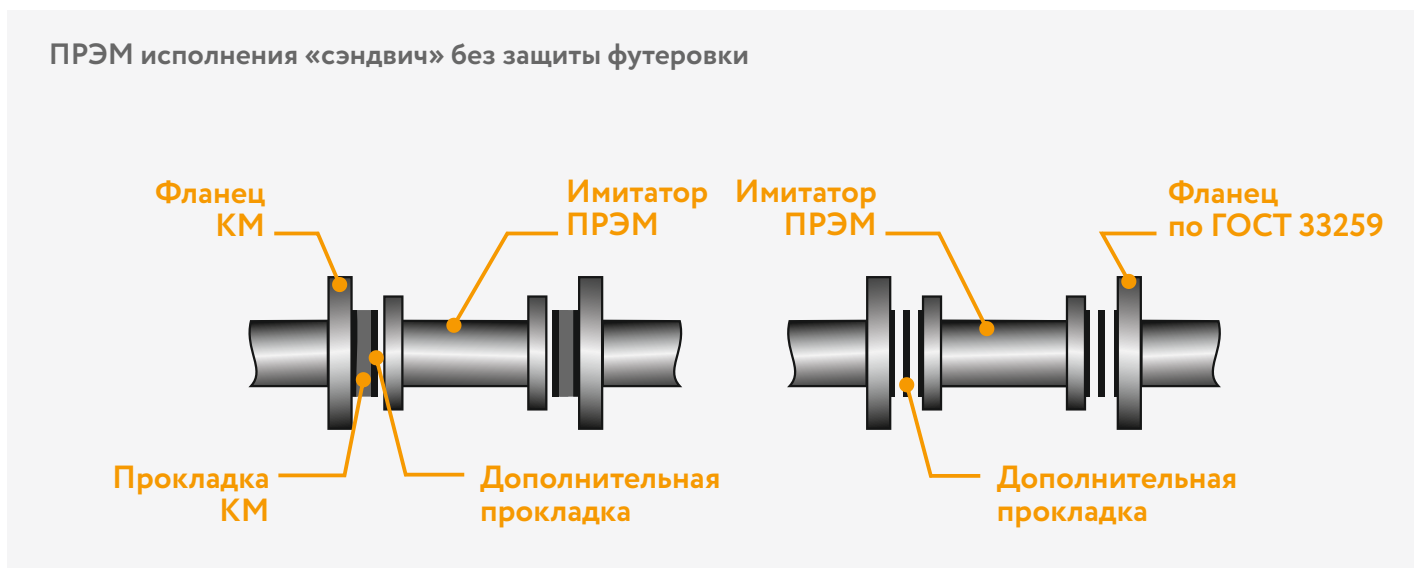 ПРЭМ исполнения «сэндвич» без защиты футеровки
Фланец
КМ
Имитатор
ПРЭМ
Прокладка
КМ
Дополнительная
прокладка
Имитатор
ПРЭМ
Фланец
по ГОСТ 33259
Дополнительная
прокладка